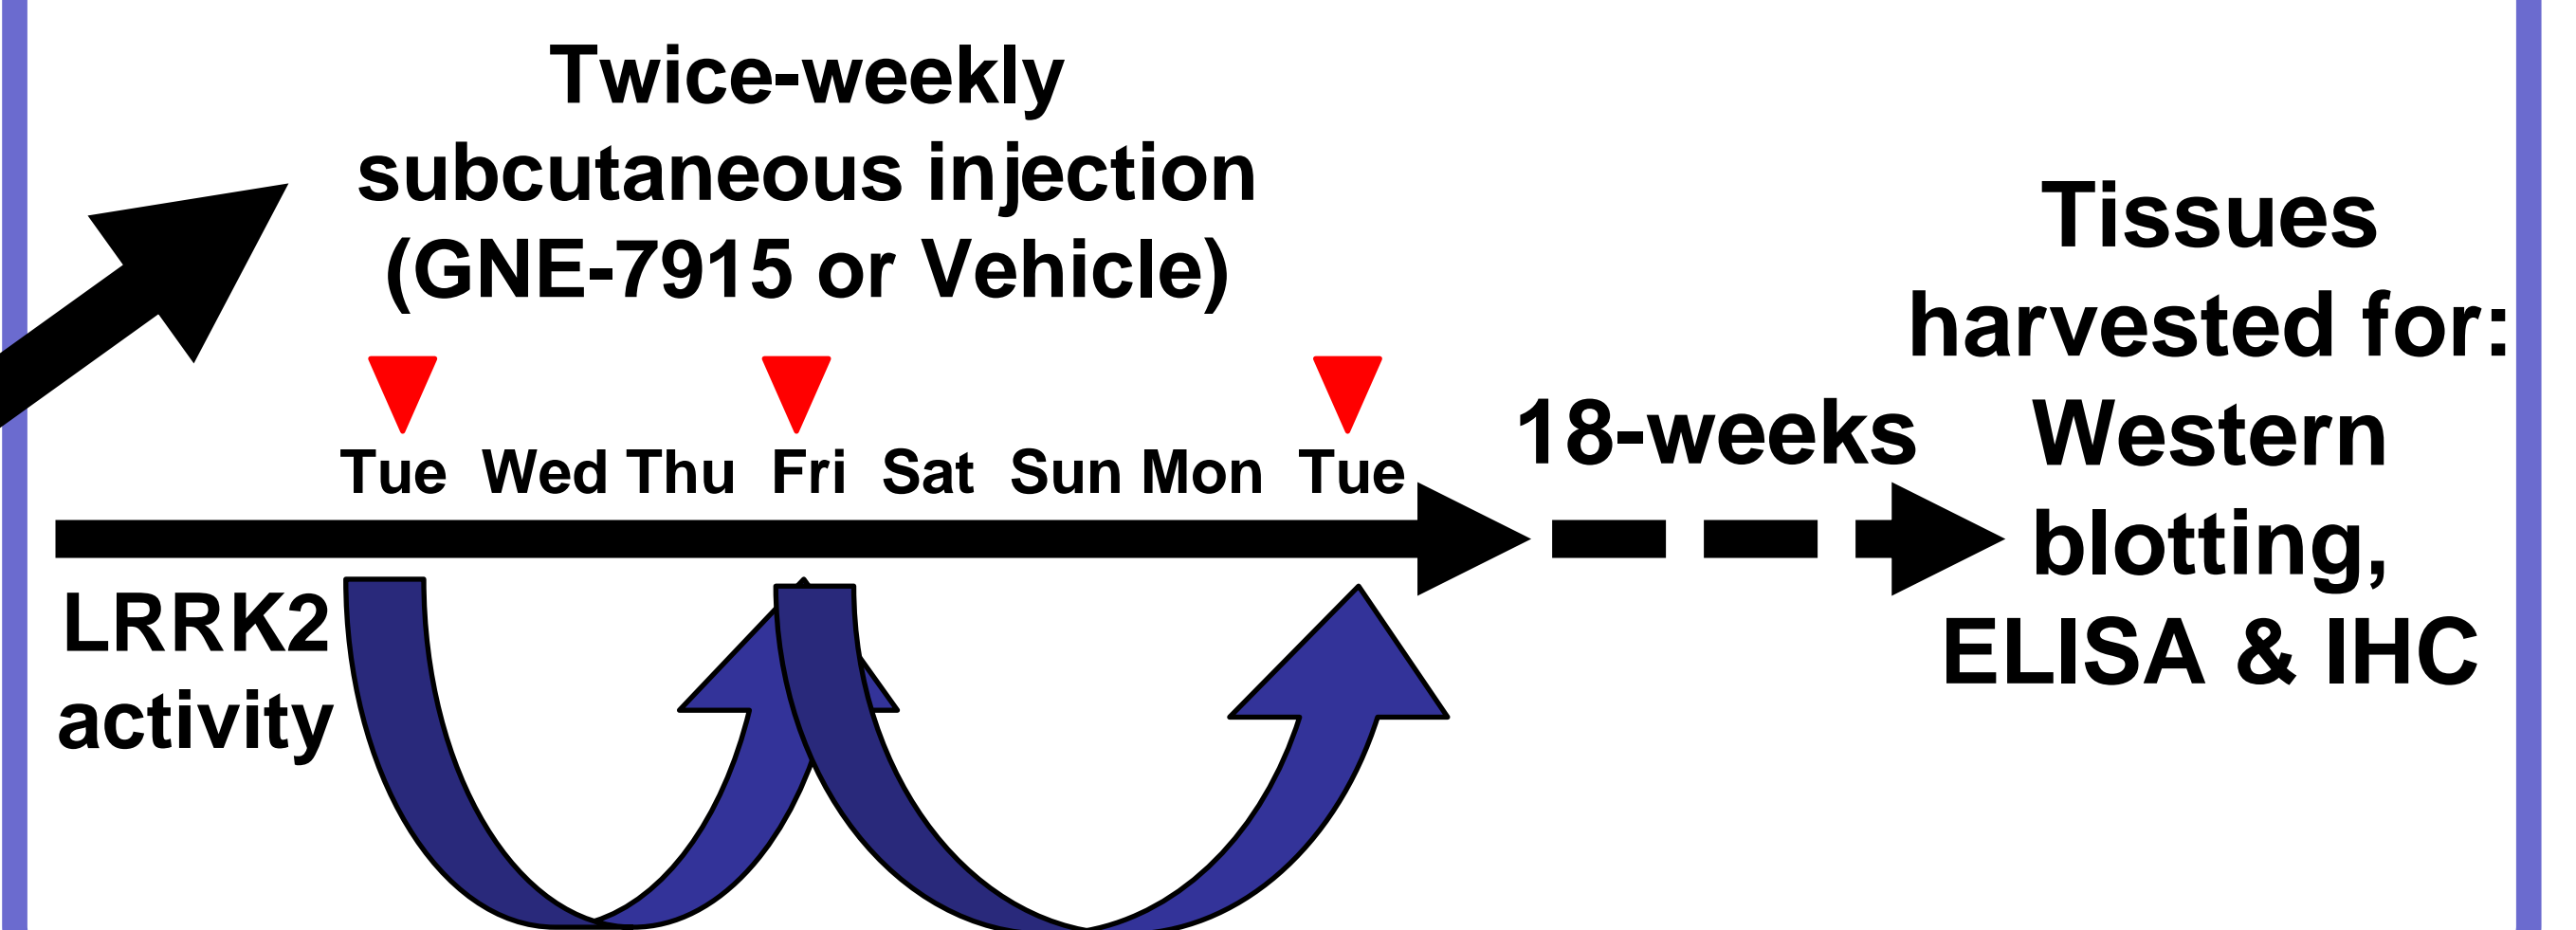 Twice-weekly
subcutaneous injection
(GNE-7915 or Vehicle)
Tue Wed Thu Fri Sat Sun Mon Tue
LRRK2
activity
18-weeks
Tissues
harvested for:
Western
blotting,
ELISA & IHC